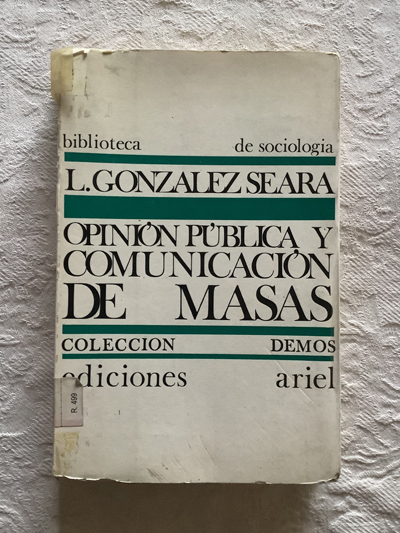 biblioteca de sociologia
L. GONZALEZ SEARA
OPINIÓN PÚBLICA Y
COMUNICACIÓN
DE MASAS
COLECCION DEMOS
ediciones ariel
R. 499